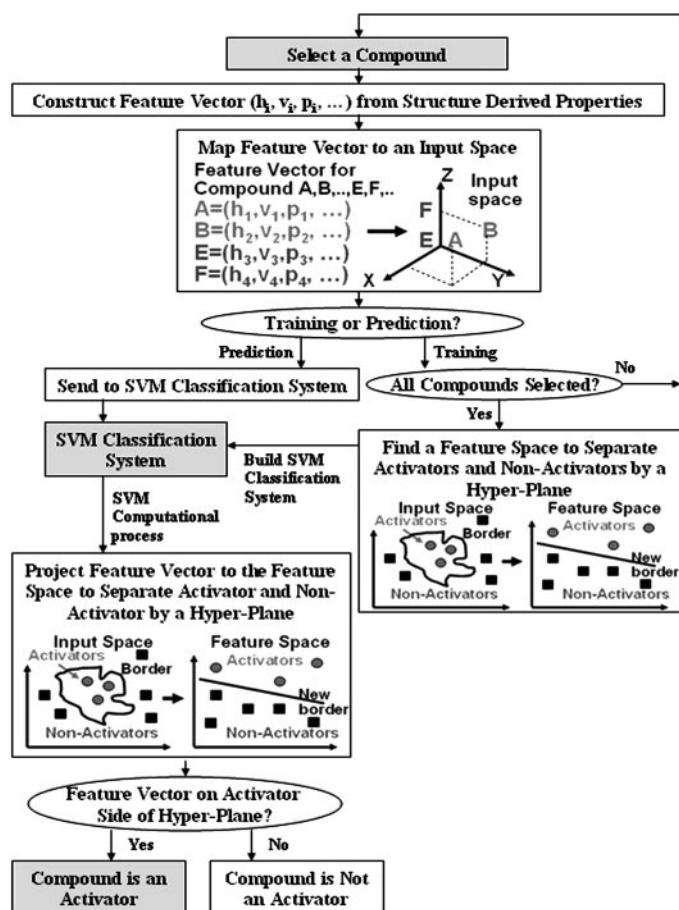 Select a Compound
Construct Feature Vector (hi, vi, pi, ...) from Structure Derived Properties
Map Feature Vector to an Input Space
Feature Vector for
Compound A,B,..,E,F,..
A=(h1,v1,p1, ...)
B=(h2,v2,p2, ...)
E=(h3,v3,p3, ...)
F=(h4,v4,p4, ...)
Z
Input
space
F
B
E
A
X
Y
Training or Prediction?
Prediction
Training
Send to SVM Classification System
All Compounds Selected?
No
Yes
SVM Classification
System
Build SVM
Classification
System
Find a Feature Space to Separate
Activators and Non-Activators by a
Hyper-Plane
Input Space
Activators
Border
Non-Activators
Feature Space
Activators
New
border
Non-Activators
SVM
Computational
process
Project Feature Vector to the Feature
Space to Separate Activator and Non-
Activator by a Hyper-Plane
Input Space
Activators
Border
Non-Activators
Feature Space
Activators
New
border
Non-Activators
Feature Vector on Activator
Side of Hyper-Plane?
Yes
No
Compound is an
Activator
Compound is Not
an Activator